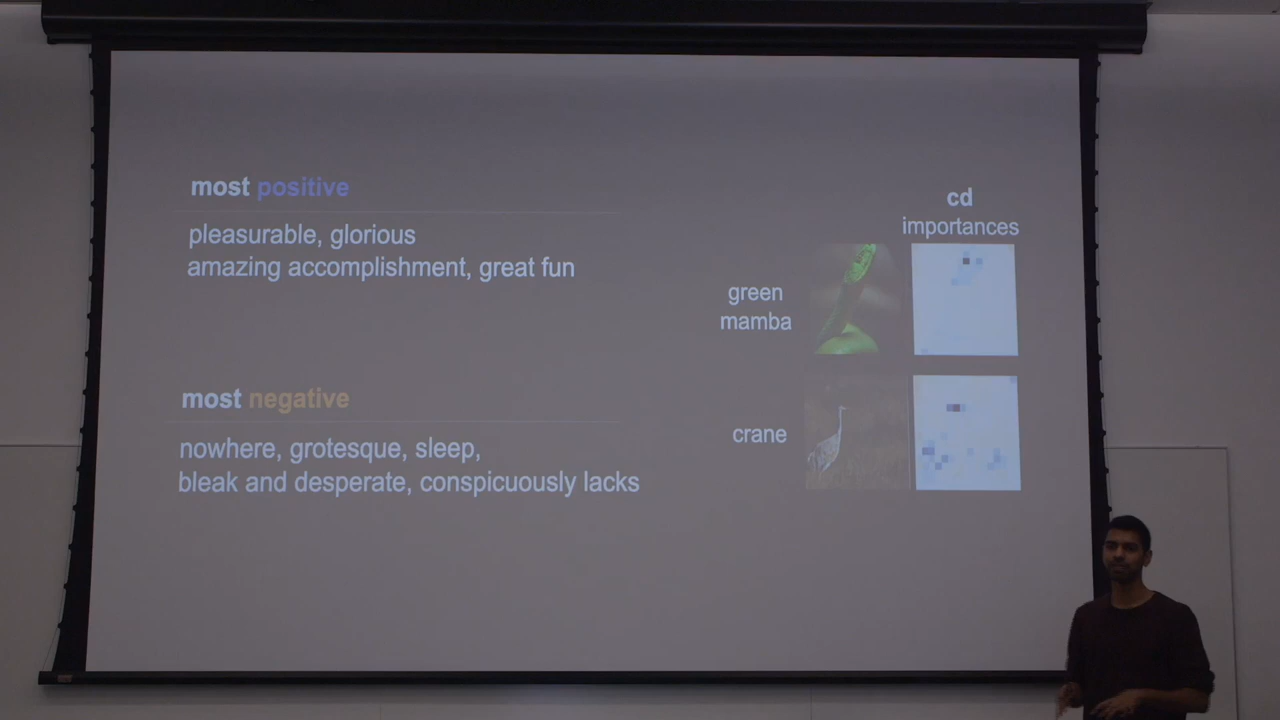 most positive
pleasurable, glorious
amazing accomplishment, great fun
most negative
nowhere, grotesque, sleep,
bleak and desperate, conspicuously lacks
cd
importances
green
mamba
crane